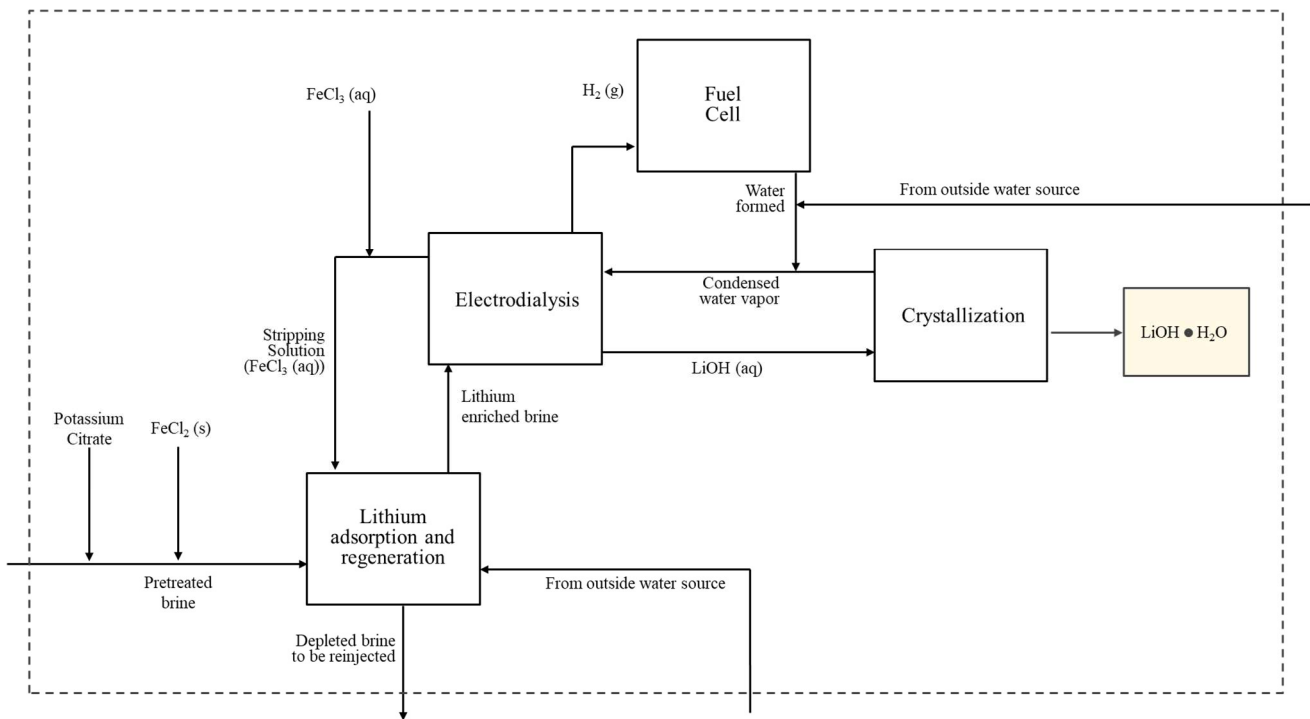 H₂ (g)
Fuel
Cell
FeCl₃ (aq)
Water
formed
From outside water source
Electrodialysis
Condensed
water vapor
Crystallization
LiOH ● H₂O
Stripping
Solution
(FeCl₃ (aq))
LiOH (aq)
Lithium
enriched brine
Potassium
Citrate
FeCl₂ (s)
Lithium
adsorption and
regeneration
Pretreated
brine
From outside water source
Depleted brine
to be reinjected